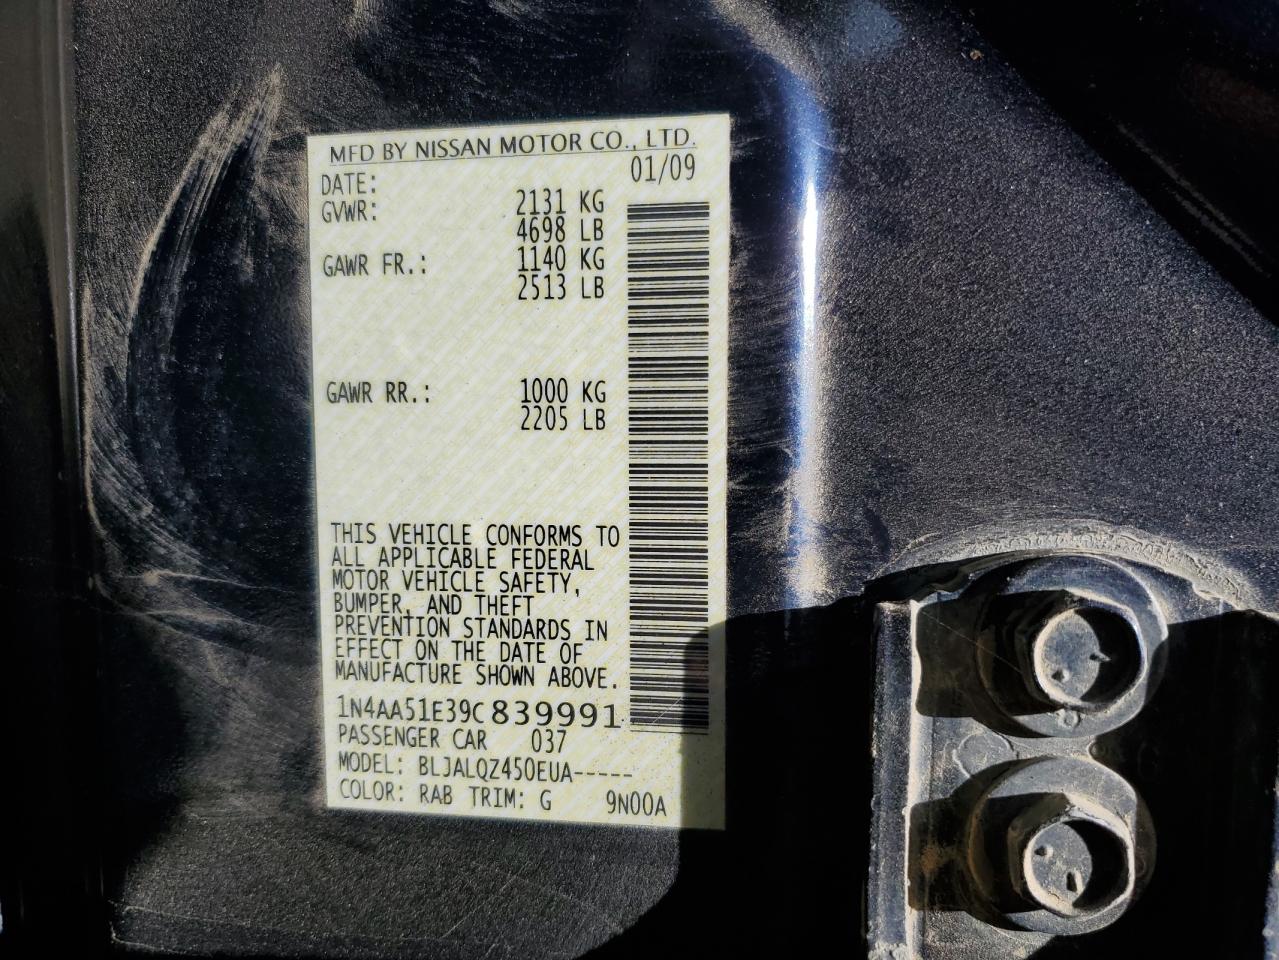 MFD BY NISSAN MOTOR CO., LTD.
DATE: 01/09
GVWR: 2131 KG
4698 LB
GAWR FR.: 1140 KG
2513 LB
GAWR RR.: 1000 KG
2205 LB
THIS VEHICLE CONFORMS TO
ALL APPLICABLE FEDERAL
MOTOR VEHICLE SAFETY,
BUMPER, AND THEFT
PREVENTION STANDARDS IN
EFFECT ON THE DATE OF
MANUFACTURE SHOWN ABOVE.
1N4AA51E39C839991
PASSENGER CAR 037
MODEL: BLJALQZ450EUA-----
COLOR: RAB TRIM: G 9N00A